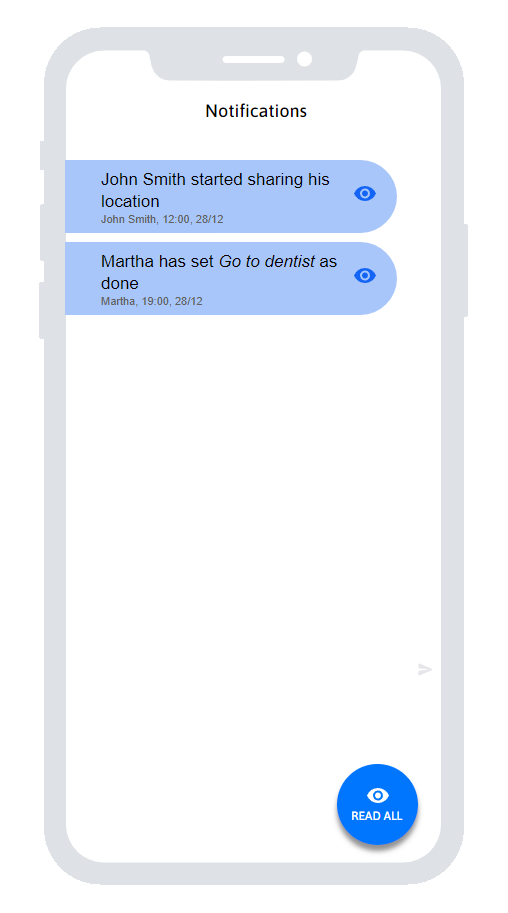 Notifications
John Smith started sharing his
location
John Smith, 12:00, 28/12
Martha has set Go to dentist as
done
Martha, 19:00, 28/12
READ ALL